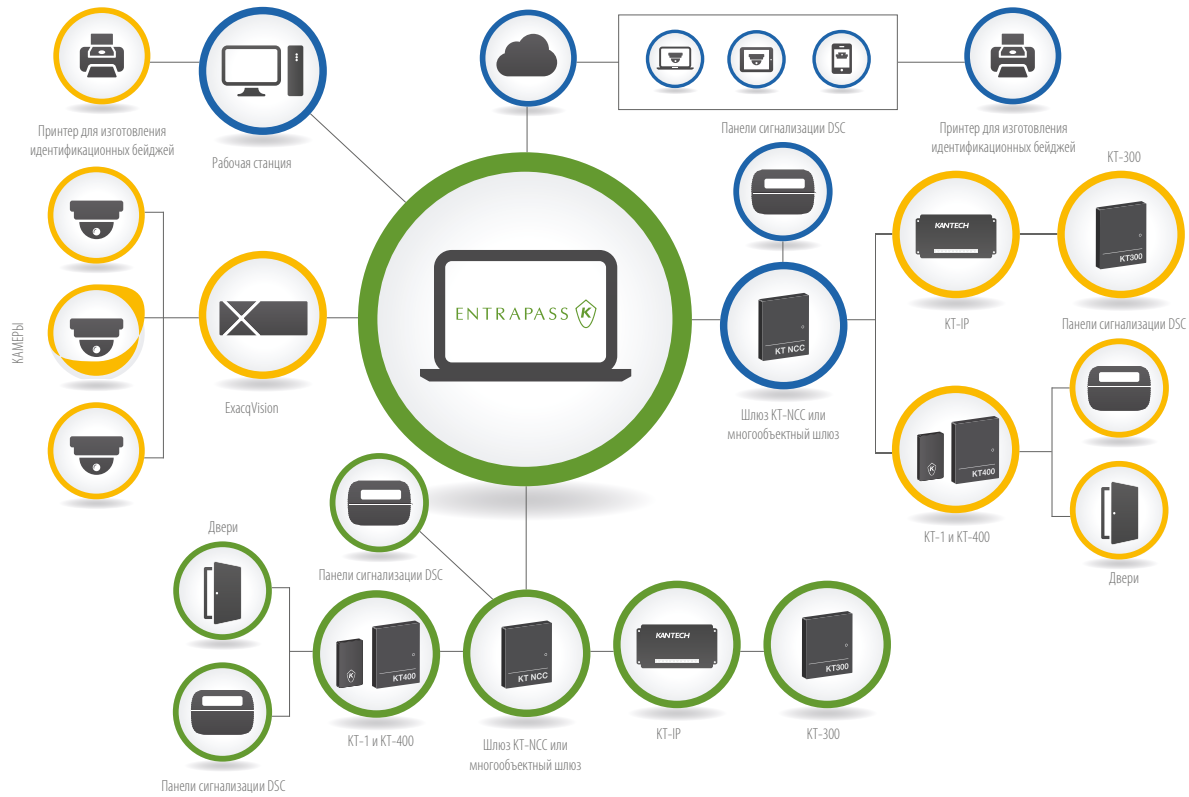 Принтер для изготовления
идентификационных бейджей
Рабочая станция
Панели сигнализации DSC
Принтер для изготовления
идентификационных бейджей
KT-300
KANTECH
KT300
KT-IP
Панели сигнализации DSC
КАМЕРЫ
ExacqVision
ENTRAPASS K
KT NCC
Шлюз KT-NCC или
многообъектный шлюз
K
KT400
KT-1 и KT-400
Двери
Панели сигнализации DSC
Двери
K
KT400
KT-1 и KT-400
Панели сигнализации DSC
KT NCC
Шлюз KT-NCC или
многообъектный шлюз
KANTECH
KT-IP
KT300
KT-300